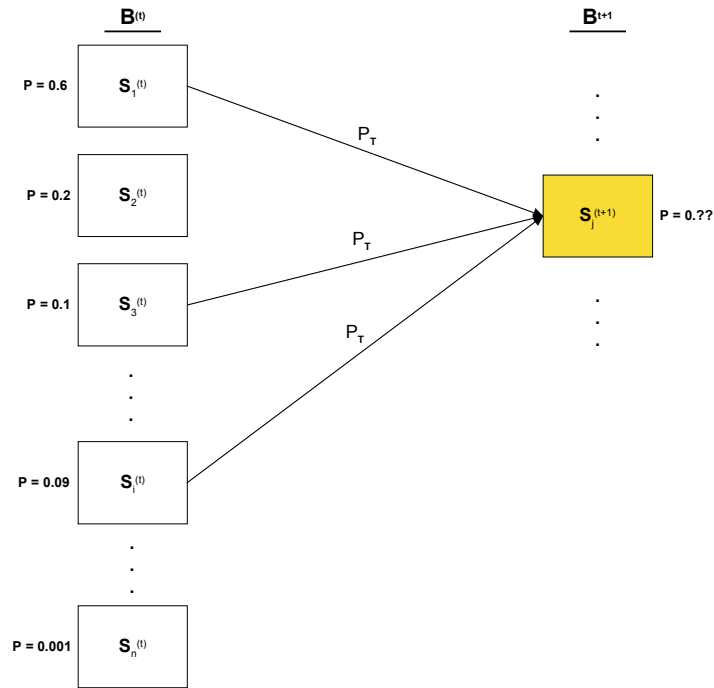 B(t)
B t+1
P = 0.6
S1(t)
PT
S2(t)
P = 0.2
Sj(t+1)
P = 0.??
PT
P = 0.1
S3(t)
PT
. . .
. . .
. . .
P = 0.09
Si(t)
. . .
P = 0.001
Sn(t)